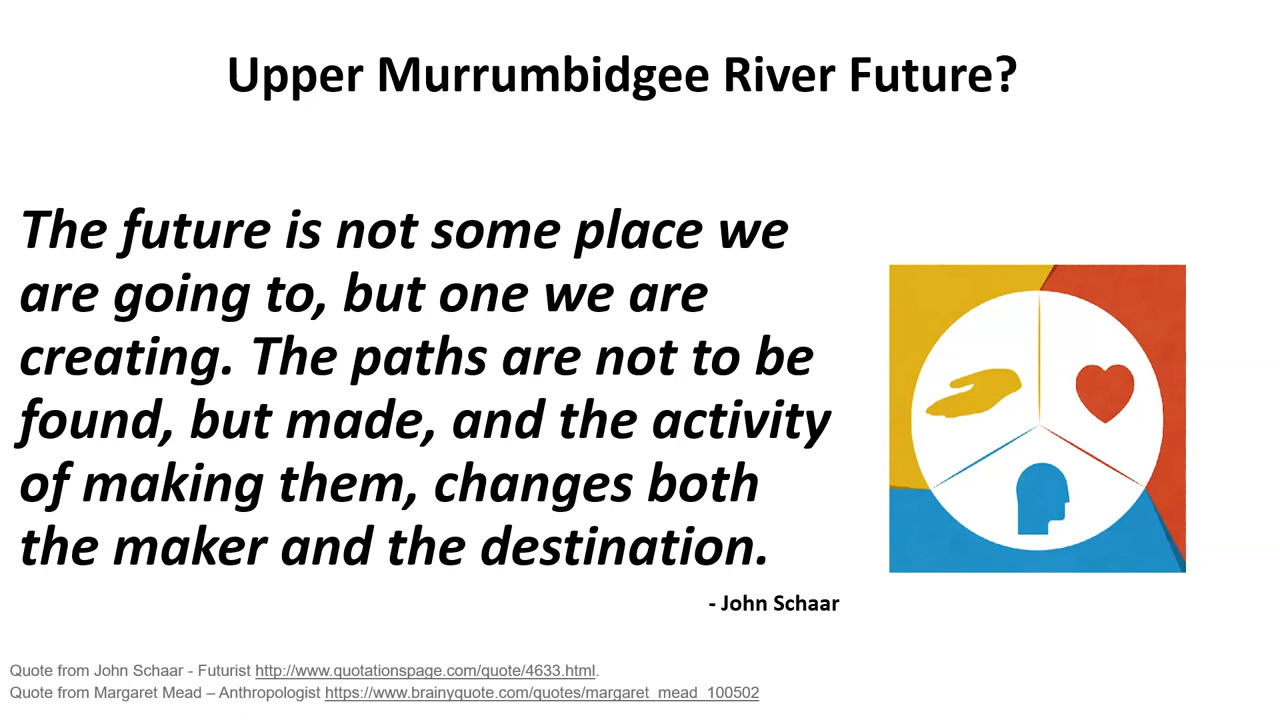 Upper Murrumbidgee River Future?
The future is not some place we
are going to, but one we are
creating. The paths are not to be
found, but made, and the activity
of making them, changes both
the maker and the destination.
- John Schaar
Quote from John Schaar - Futurist http://www.quotationspage.com/quote/4633.html.
Quote from Margaret Mead – Anthropologist https://www.brainyquote.com/quotes/margaret_mead_100502